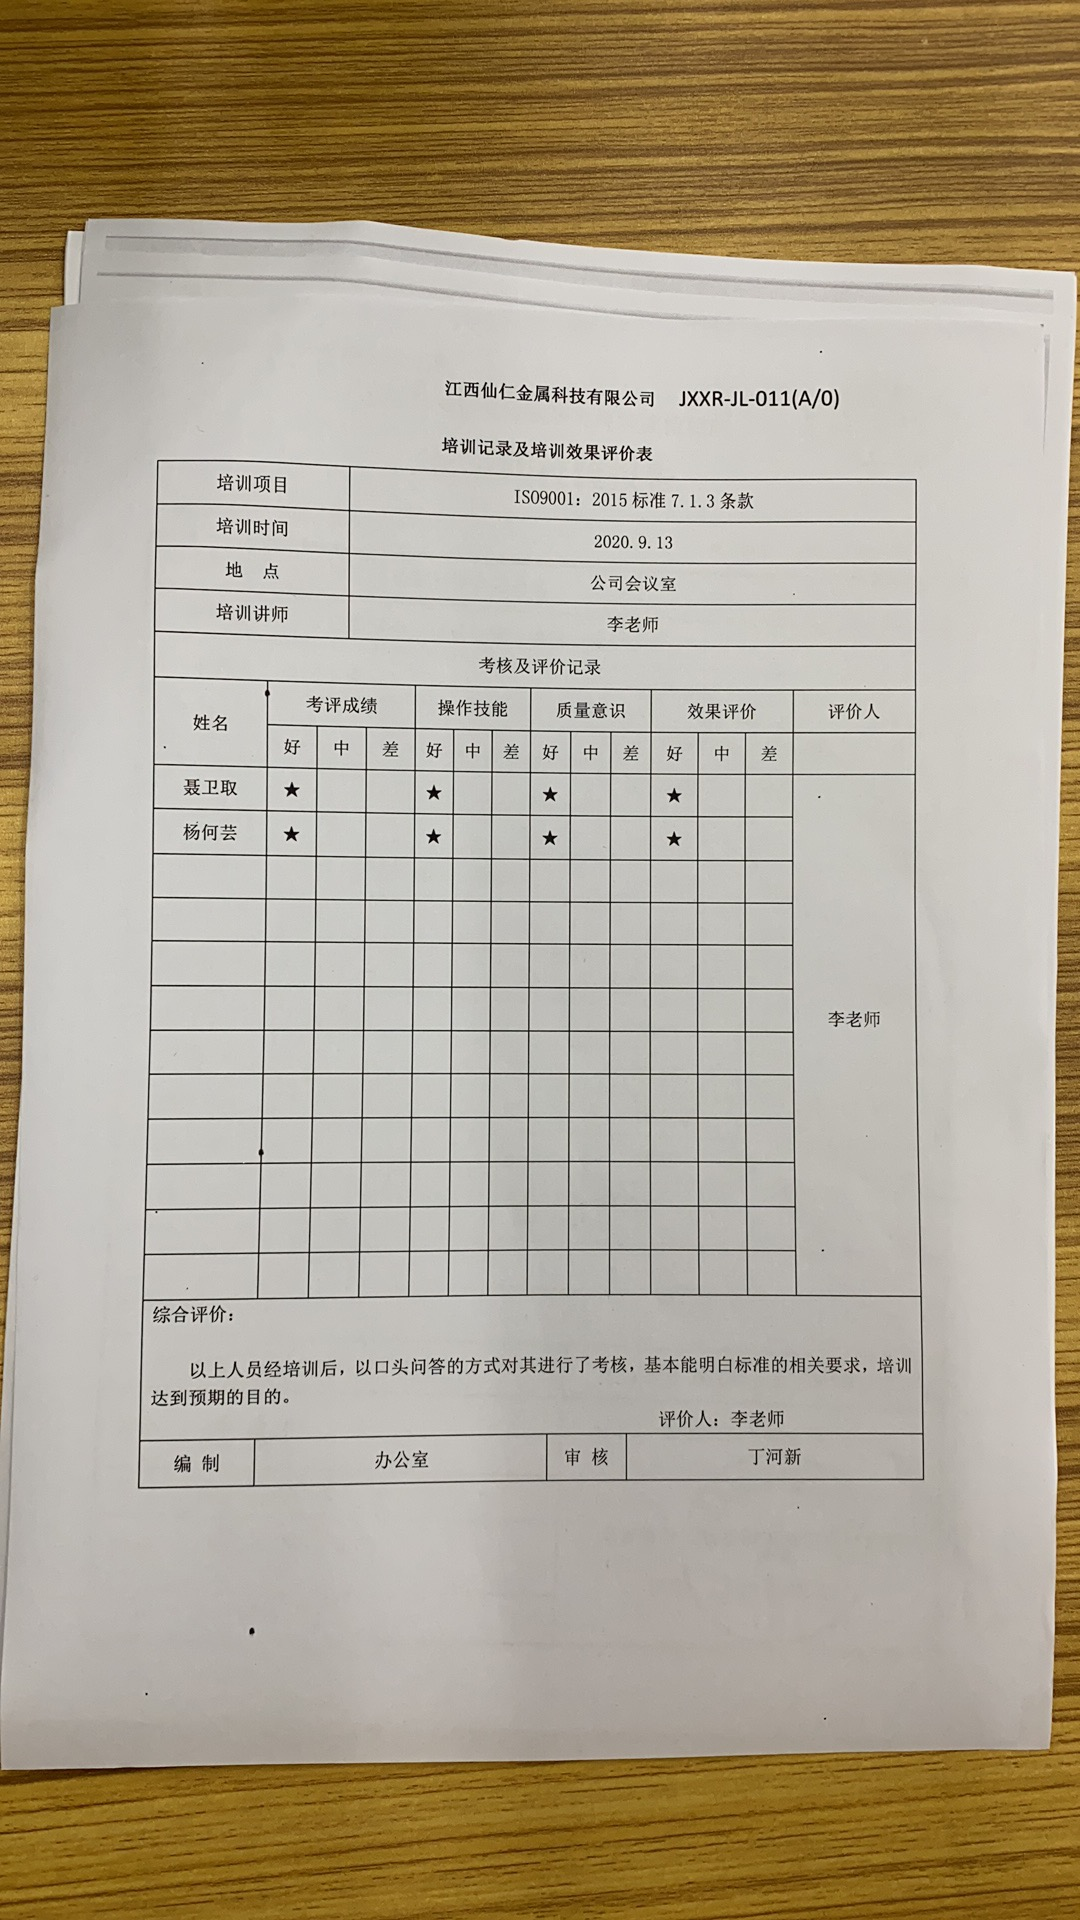 江西仙仁金属科技有限公司 JXXR-JL-011(A/0)
培训记录及培训效果评价表
培训项目 ISO9001：2015标准7.1.3条款
培训时间 2020.9.13
地 点 公司会议室
培训讲师 李老师
考核及评价记录
姓名 考评成绩 操作技能 质量意识 效果评价 评价人
好 中 差 好 中 差 好 中 差 好 中 差
聂卫取 ★ ★ ★ ★
杨何芸 ★ ★ ★ ★
李老师
综合评价：
以上人员经培训后，以口头问答的方式对其进行了考核，基本能明白标准的相关要求，培训
达到预期的目的。
评价人：李老师
编 制 办公室 审 核 丁河新